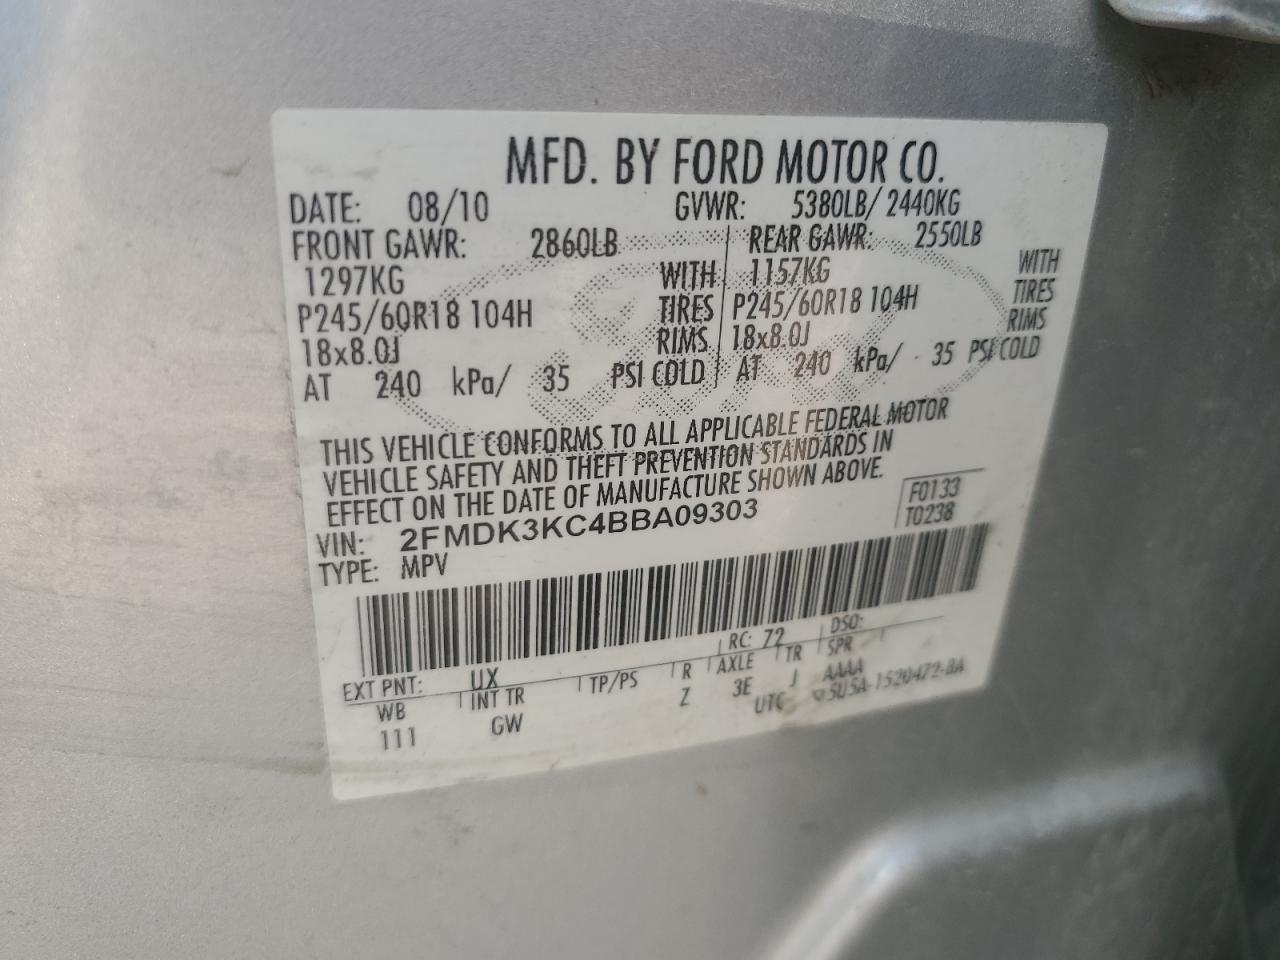 MFD. BY FORD MOTOR CO.
DATE: 08/10 GVWR: 5380LB/ 2440KG
FRONT GAWR: 2860LB REAR GAWR: 2550LB
1297KG WITH 1157KG WITH
P245/60R18 104H TIRES P245/60R18 104H TIRES
18x8.0J RIMS 18x8.0J RIMS
AT 240 kPa/ 35 PSI COLD AT 240 kPa/ 35 PSI COLD
THIS VEHICLE CONFORMS TO ALL APPLICABLE FEDERAL MOTOR
VEHICLE SAFETY AND THEFT PREVENTION STANDARDS IN
EFFECT ON THE DATE OF MANUFACTURE SHOWN ABOVE.
F0133
T0238
VIN: 2FMDK3KC4BBA09303
TYPE: MPV
EXT PNT: UX RC: 72 DSO:
WB INT TR TP/PS R AXLE TR SPR
111 GW Z 3E J AAAA
UTC 5U5A-1520472-BA